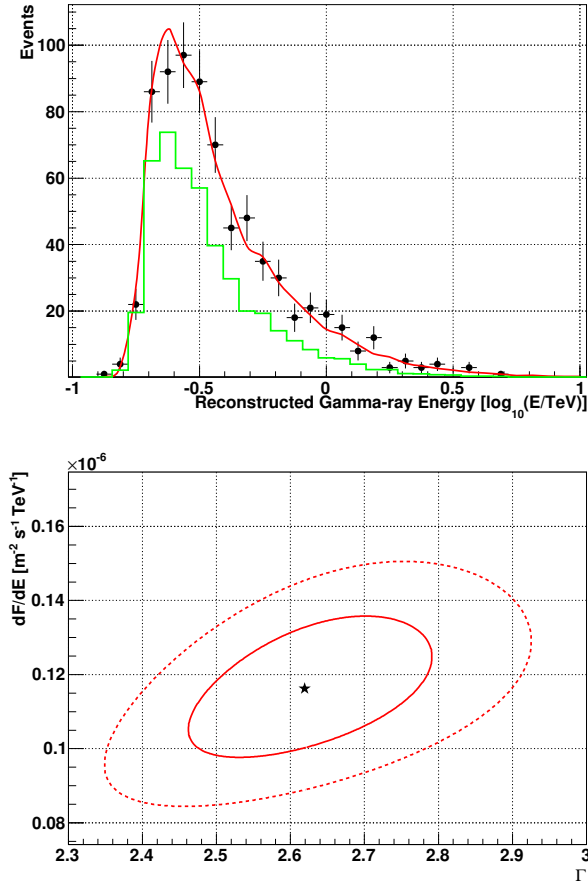 Events
100
80
60
40
20
-1 -0.5 0 0.5 1
Reconstructed Gamma-ray Energy [log10(E/TeV)]
×10-6
dF/dE [m-2 s-1 TeV-1]
0.16
0.14
0.12
0.1
0.08
2.3 2.4 2.5 2.6 2.7 2.8 2.9 3
Γ